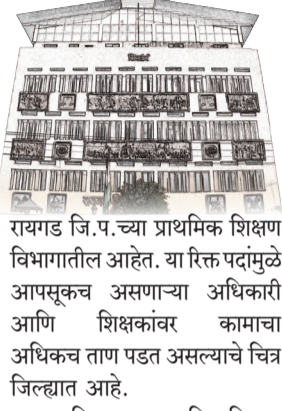 रायगड जि.प.च्या प्राथमिक शिक्षण
विभागातील आहेत. या रिक्त पदांमुळे
आपसूकच असणाऱ्या अधिकारी
आणि शिक्षकांवर कामाचा
अधिकच ताण पडत असल्याचे चित्र
जिल्ह्यात आहे.